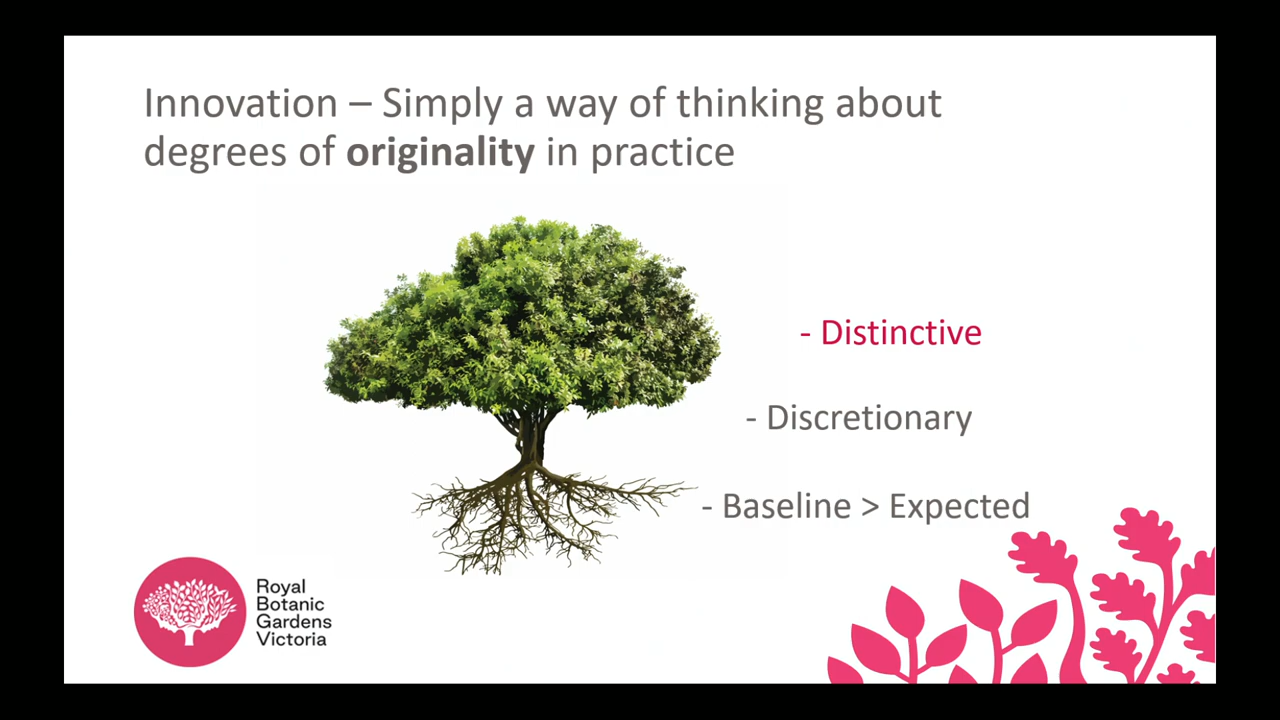 Innovation – Simply a way of thinking about
degrees of originality in practice
- Distinctive
- Discretionary
- Baseline > Expected
Royal
Botanic
Gardens
Victoria